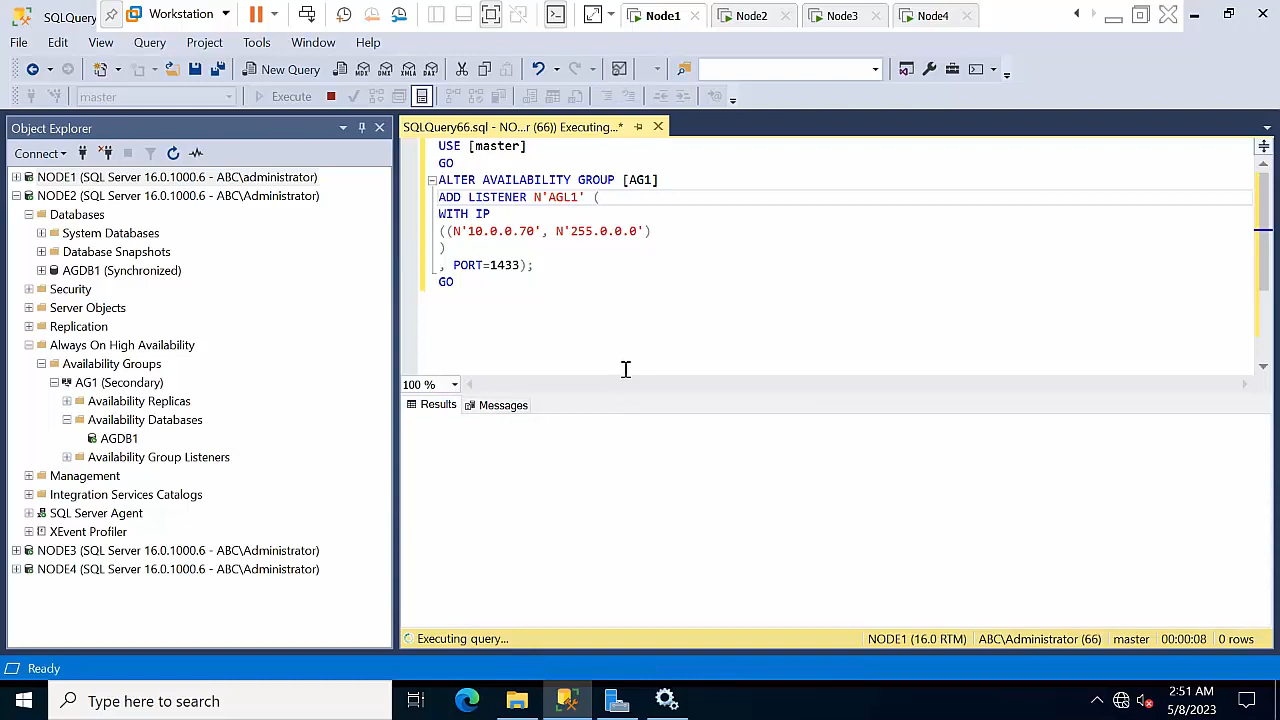 SQLQuery
Workstation
Node1
Node2
Node3
Node4
File Edit View Query Project Tools Window Help
New Query
MDX DMX XMLA DAX
master
Execute
Object Explorer
SQLQuery66.sql - NO...r (66)) Executing...*
Connect
NODE1 (SQL Server 16.0.1000.6 - ABC\administrator)
NODE2 (SQL Server 16.0.1000.6 - ABC\Administrator)
Databases
System Databases
Database Snapshots
AGDB1 (Synchronized)
Security
Server Objects
Replication
Always On High Availability
Availability Groups
AG1 (Secondary)
Availability Replicas
Availability Databases
AGDB1
Availability Group Listeners
Management
Integration Services Catalogs
SQL Server Agent
XEvent Profiler
NODE3 (SQL Server 16.0.1000.6 - ABC\Administrator)
NODE4 (SQL Server 16.0.1000.6 - ABC\Administrator)
USE [master]
GO
ALTER AVAILABILITY GROUP [AG1]
ADD LISTENER N'AGL1' (
WITH IP
((N'10.0.0.70', N'255.0.0.0')
)
, PORT=1433);
GO
100 %
Results
Messages
Executing query...
NODE1 (16.0 RTM)
ABC\Administrator (66)
master
00:00:08
0 rows
Ready
Type here to search
2:51 AM
5/8/2023